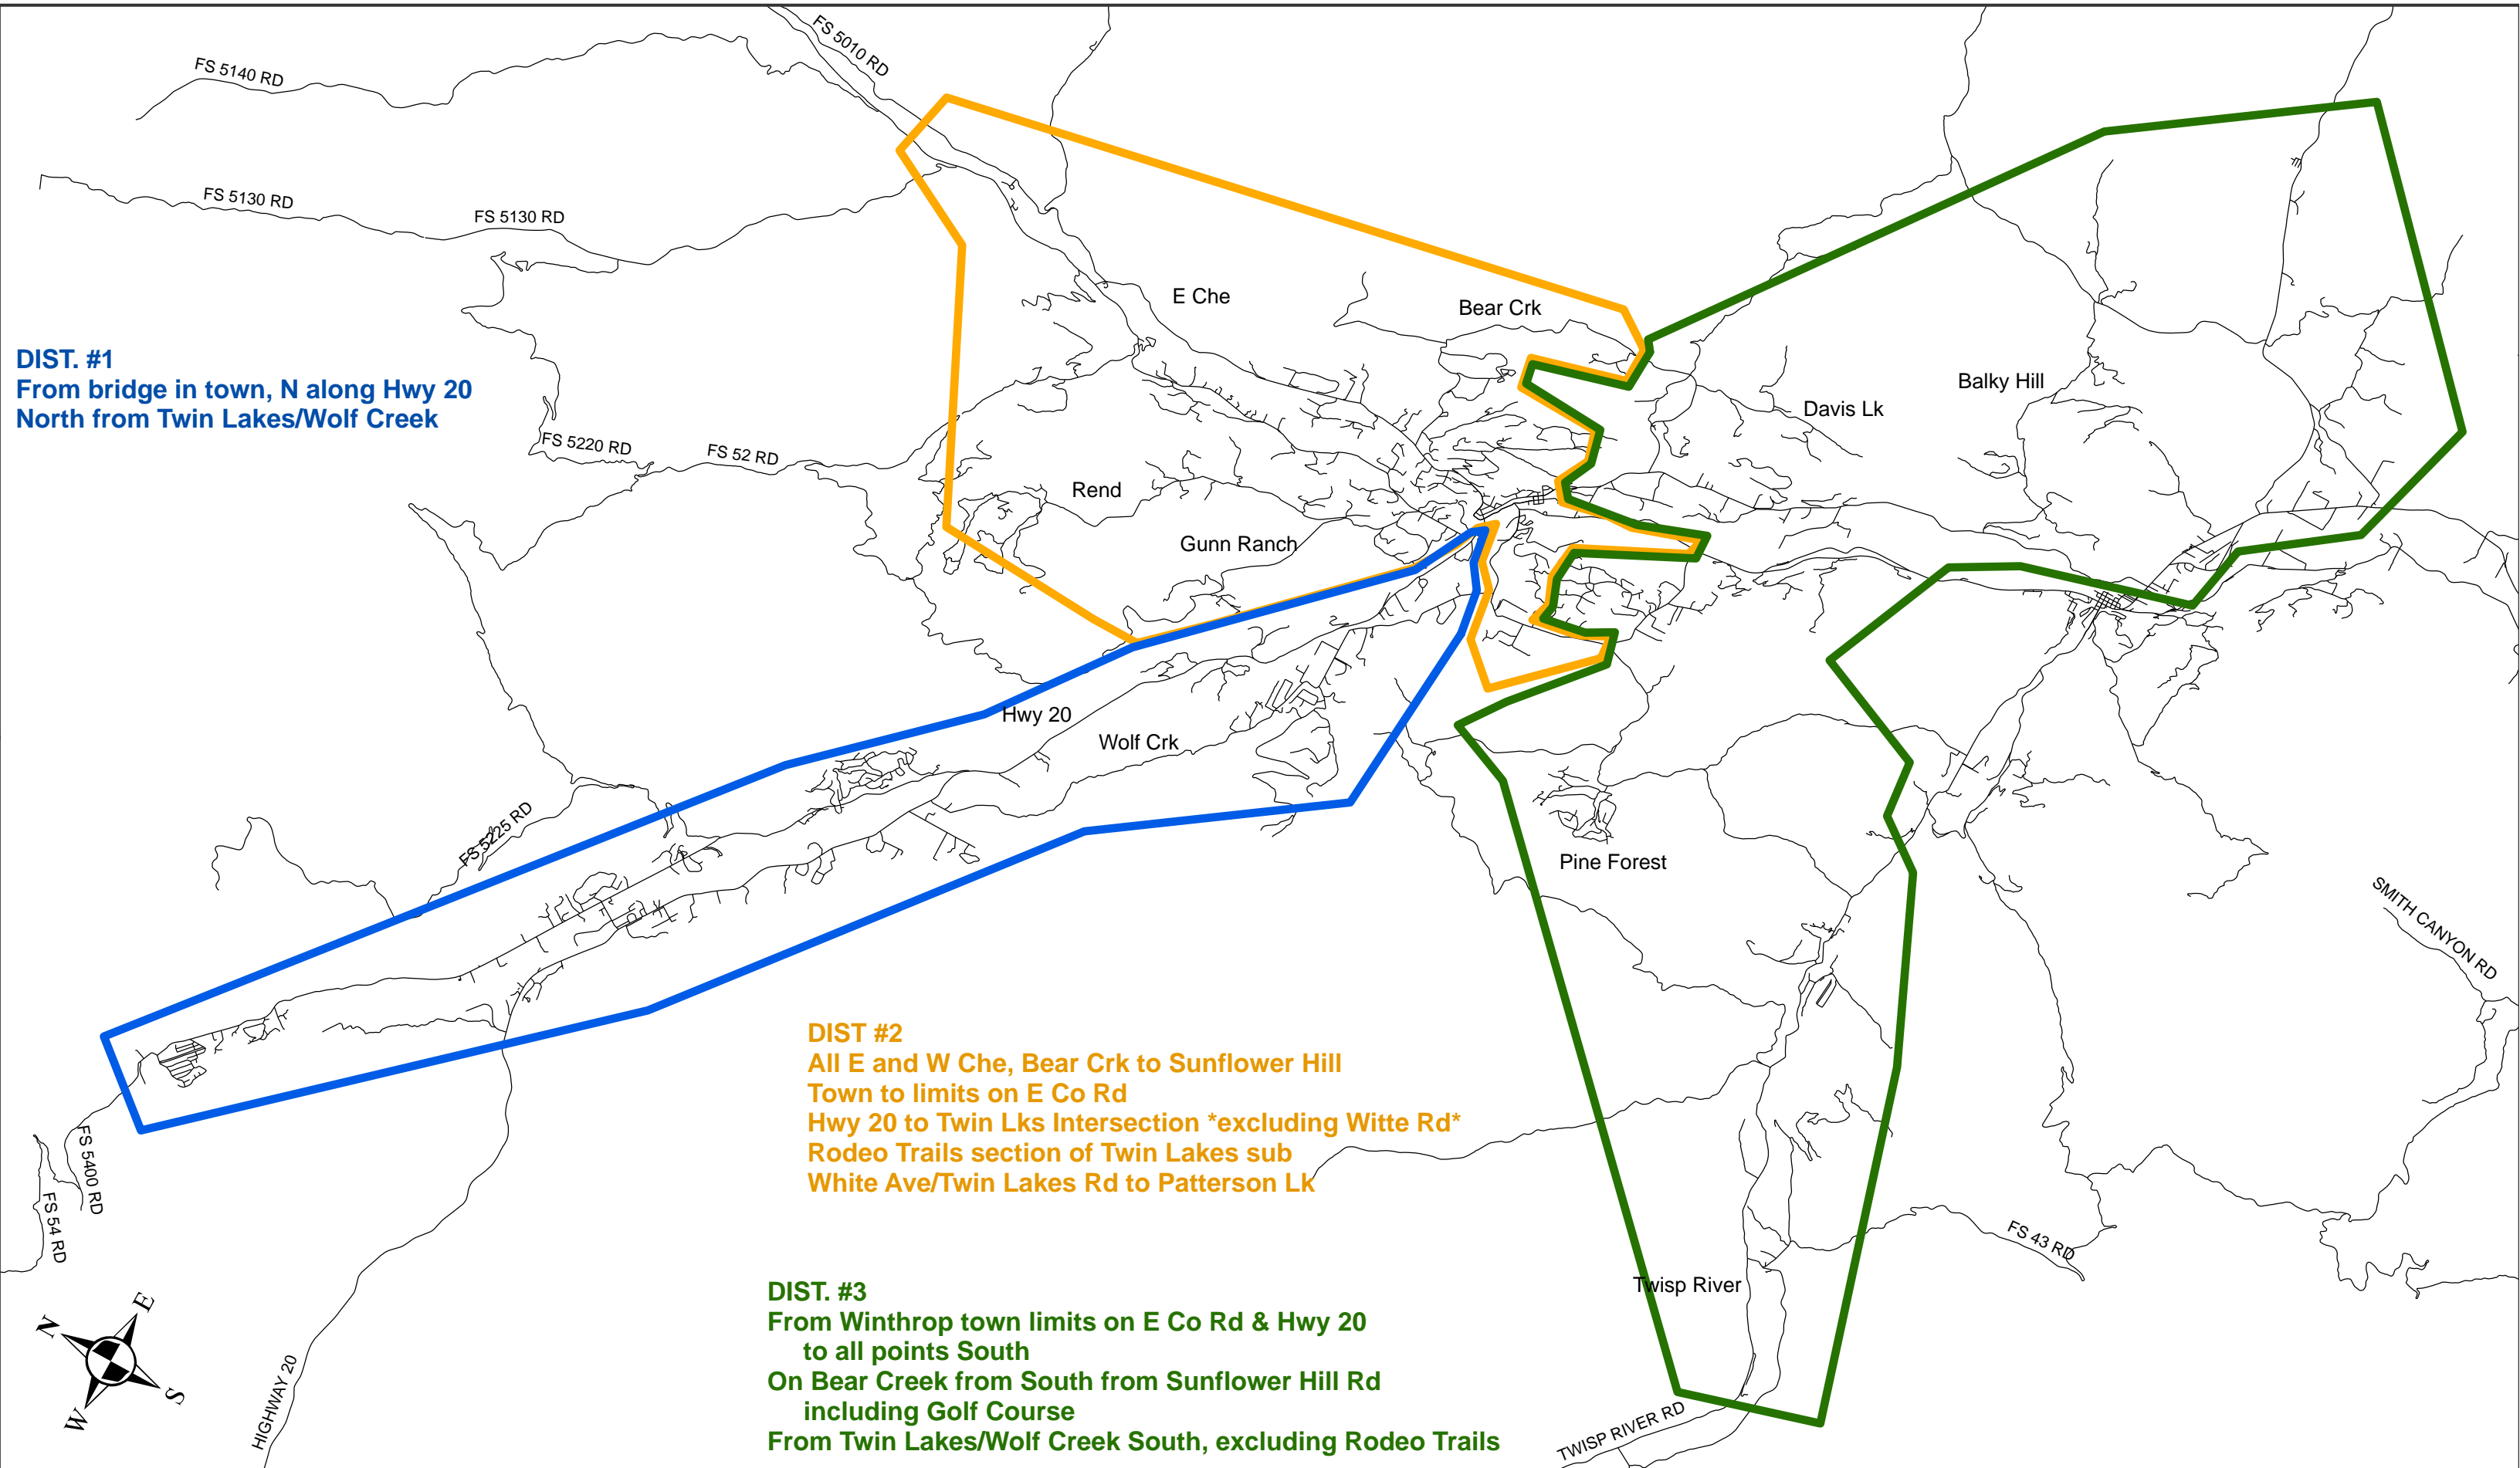 FS 5010 RD
FS 5140 RD
FS 5130 RD
FS 5130 RD
E Che
Bear Crk
DIST. #1
From bridge in town, N along Hwy 20
North from Twin Lakes/Wolf Creek
Balky Hill
Davis Lk
FS 5220 RD
FS 52 RD
Rend
Gunn Ranch
Hwy 20
Wolf Crk
FS 5225 RD
Pine Forest
SMITH CANYON RD
DIST #2
All E and W Che, Bear Crk to Sunflower Hill
Town to limits on E Co Rd
Hwy 20 to Twin Lks Intersection *excluding Witte Rd*
Rodeo Trails section of Twin Lakes sub
White Ave/Twin Lakes Rd to Patterson Lk
FS 5400 RD
FS 54 RD
FS 43 RD
Twisp River
DIST. #3
From Winthrop town limits on E Co Rd & Hwy 20
to all points South
On Bear Creek from South from Sunflower Hill Rd
including Golf Course
From Twin Lakes/Wolf Creek South, excluding Rodeo Trails
N
E
W
S
HIGHWAY 20
TWISP RIVER RD